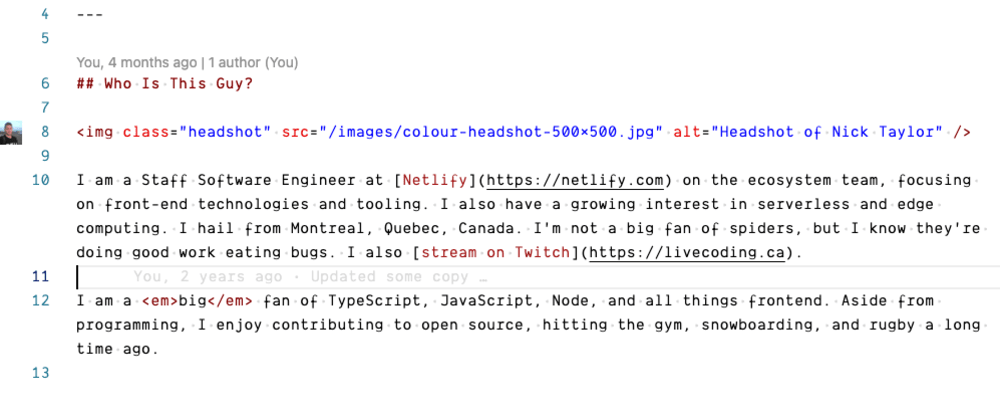 4 ---
5
You, 4 months ago | 1 author (You)
6 ## Who Is This Guy?
7
8 <img class="headshot" src="/images/colour-headshot-500×500.jpg" alt="Headshot of Nick Taylor" />
9
10 I am a Staff Software Engineer at [Netlify](https://netlify.com) on the ecosystem team, focusing
on front-end technologies and tooling. I also have a growing interest in serverless and edge
computing. I hail from Montreal, Quebec, Canada. I'm not a big fan of spiders, but I know they're
doing good work eating bugs. I also [stream on Twitch](https://livecoding.ca).
11 You, 2 years ago • Updated some copy …
12 I am a <em>big</em> fan of TypeScript, JavaScript, Node, and all things frontend. Aside from
programming, I enjoy contributing to open source, hitting the gym, snowboarding, and rugby a long
time ago.
13